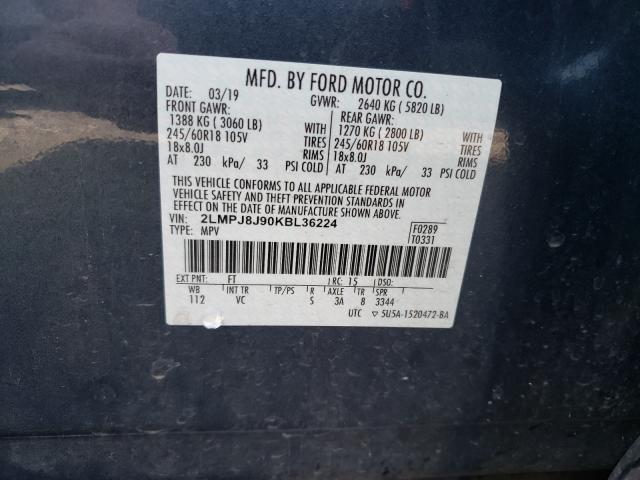 MFD. BY FORD MOTOR CO.
DATE: 03/19 GVWR: 2640 KG ( 5820 LB)
FRONT GAWR: REAR GAWR:
1388 KG ( 3060 LB) WITH 1270 KG ( 2800 LB) WITH
245/60R18 105V TIRES 245/60R18 105V TIRES
18x8.0J RIMS 18x8.0J RIMS
AT 230 kPa/ 33 PSI COLD AT 230 kPa/ 33 PSI COLD
THIS VEHICLE CONFORMS TO ALL APPLICABLE FEDERAL MOTOR
VEHICLE SAFETY AND THEFT PREVENTION STANDARDS IN
EFFECT ON THE DATE OF MANUFACTURE SHOWN ABOVE.
VIN: 2LMPJ8J90KBL36224 F0289
TYPE: MPV T0331
EXT PNT: FT RC: 15 DSO:
WB INT TR TP/PS R AXLE TR SPR
112 VC S 3A 8 3344
UTC ▽ 5U5A-1520472-BA